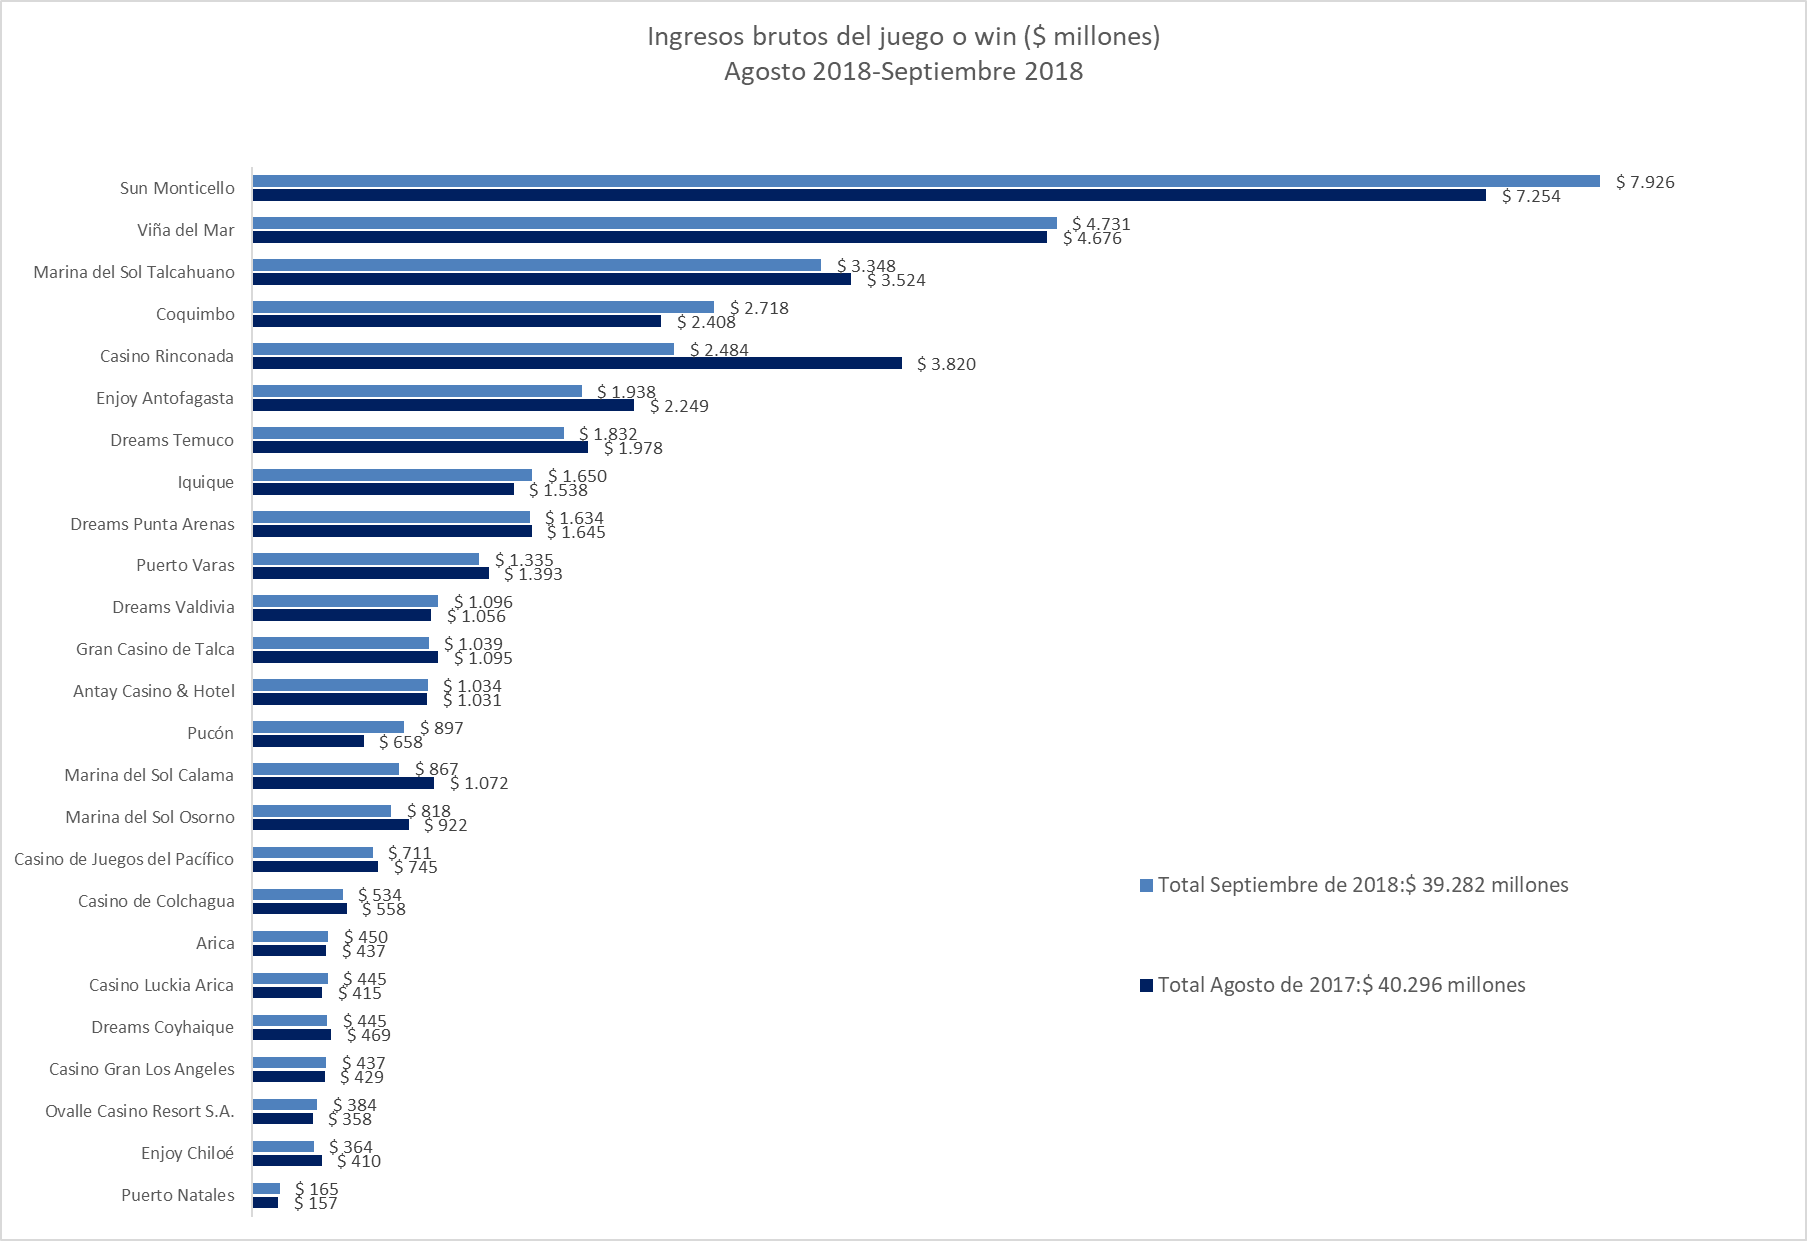 Ingresos brutos del juego o win ($ millones)
Agosto 2018-Septiembre 2018
Sun Monticello
$ 7.926
$ 7.254
Viña del Mar
$ 4.731
$ 4.676
Marina del Sol Talcahuano
$ 3.348
$ 3.524
Coquimbo
$ 2.718
$ 2.408
Casino Rinconada
$ 2.484
$ 3.820
Enjoy Antofagasta
$ 1.938
$ 2.249
Dreams Temuco
$ 1.832
$ 1.978
Iquique
$ 1.650
$ 1.538
Dreams Punta Arenas
$ 1.634
$ 1.645
Puerto Varas
$ 1.335
$ 1.393
Dreams Valdivia
$ 1.096
$ 1.056
Gran Casino de Talca
$ 1.039
$ 1.095
Antay Casino & Hotel
$ 1.034
$ 1.031
Pucón
$ 897
$ 658
Marina del Sol Calama
$ 867
$ 1.072
Marina del Sol Osorno
$ 818
$ 922
Casino de Juegos del Pacífico
$ 711
$ 745
Casino de Colchagua
$ 534
$ 558
Arica
$ 450
$ 437
Casino Luckia Arica
$ 445
$ 415
Dreams Coyhaique
$ 445
$ 469
Casino Gran Los Angeles
$ 437
$ 429
Ovalle Casino Resort S.A.
$ 384
$ 358
Enjoy Chiloé
$ 364
$ 410
Puerto Natales
$ 165
$ 157
Total Septiembre de 2018:$ 39.282 millones
Total Agosto de 2017:$ 40.296 millones